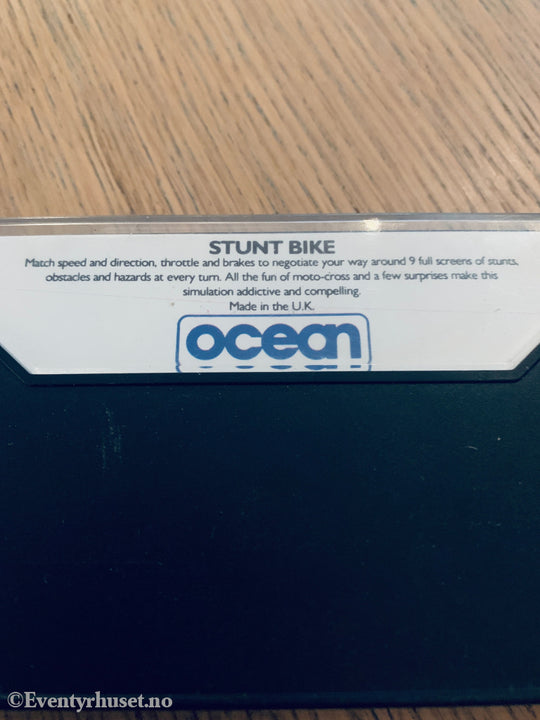 STUNT BIKE
Match speed and direction, throttle and brakes to negotiate your way around 9 full screens of stunts,
obstacles and hazards at every turn. All the fun of moto-cross and a few surprises make this
simulation addictive and compelling.
Made in the U.K.
ocean
©Eventyrhuset.no